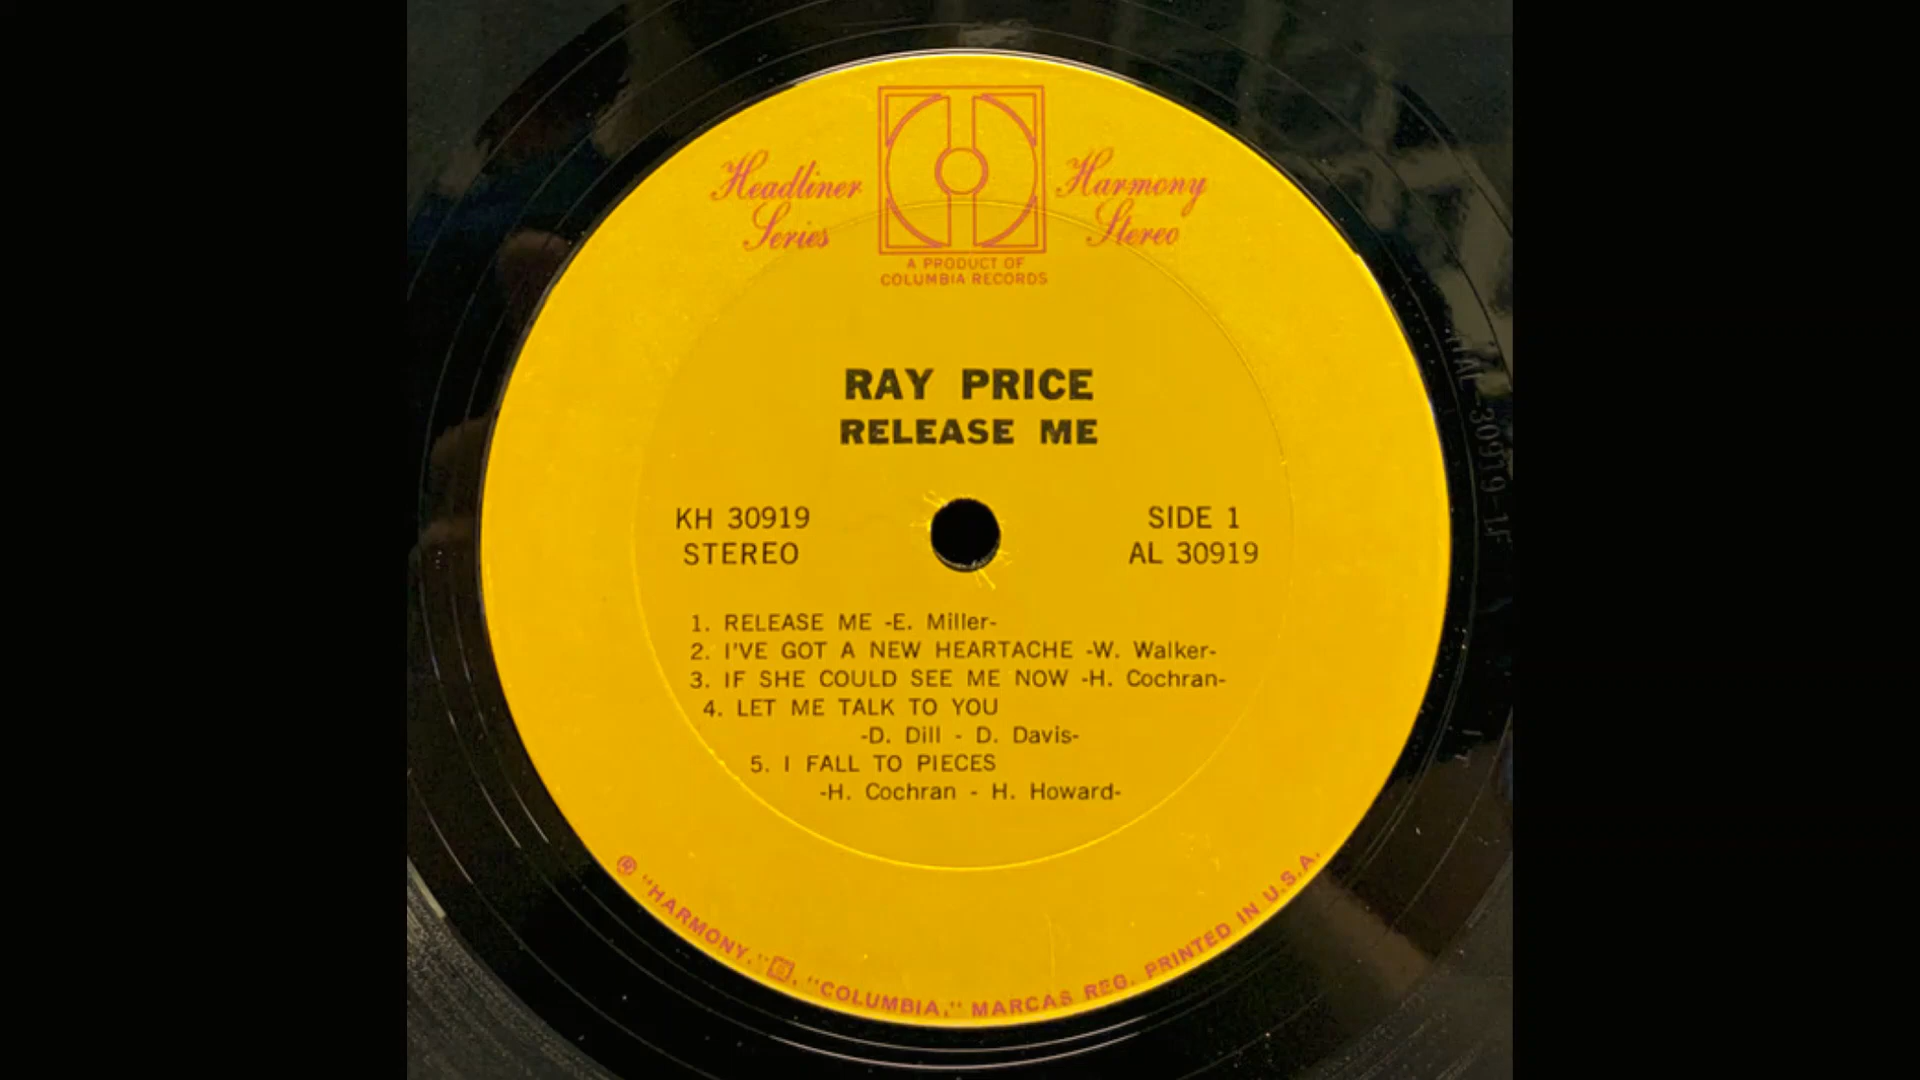 Headliner
Series
Harmony
Stereo
A PRODUCT OF
COLUMBIA RECORDS
RAY PRICE
RELEASE ME
KH 30919
STEREO
SIDE 1
AL 30919
1. RELEASE ME -E. Miller-
2. I'VE GOT A NEW HEARTACHE -W. Walker-
3. IF SHE COULD SEE ME NOW -H. Cochran-
4. LET ME TALK TO YOU
-D. Dill - D. Davis-
5. I FALL TO PIECES
-H. Cochran - H. Howard-
® "HARMONY," , "COLUMBIA," MARCAS REG. PRINTED IN U.S.A.
AL-30919-1F